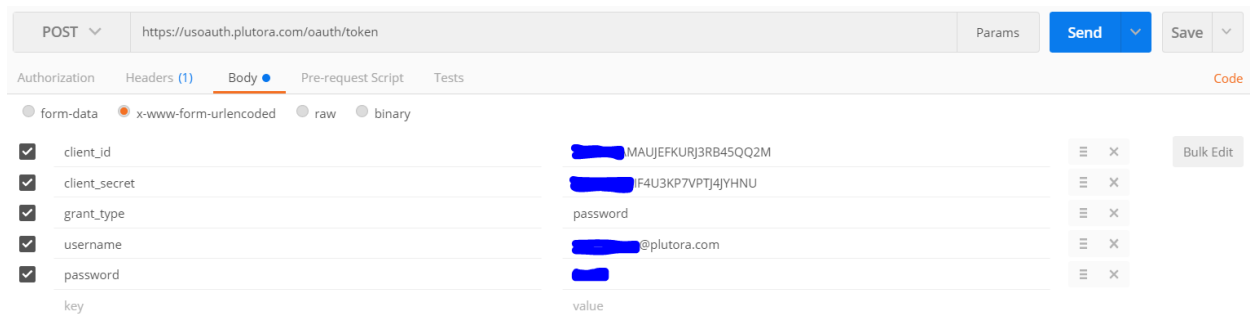 POST https://usoauth.plutora.com/oauth/token Params Send Save
Authorization Headers (1) Body Pre-request Script Tests Code
form-data x-www-form-urlencoded raw binary
client_id MAUJEFKURJ3RB45QQ2M Bulk Edit
client_secret IF4U3KP7VPTJ4JYHNU
grant_type password
username @plutora.com
password
key value